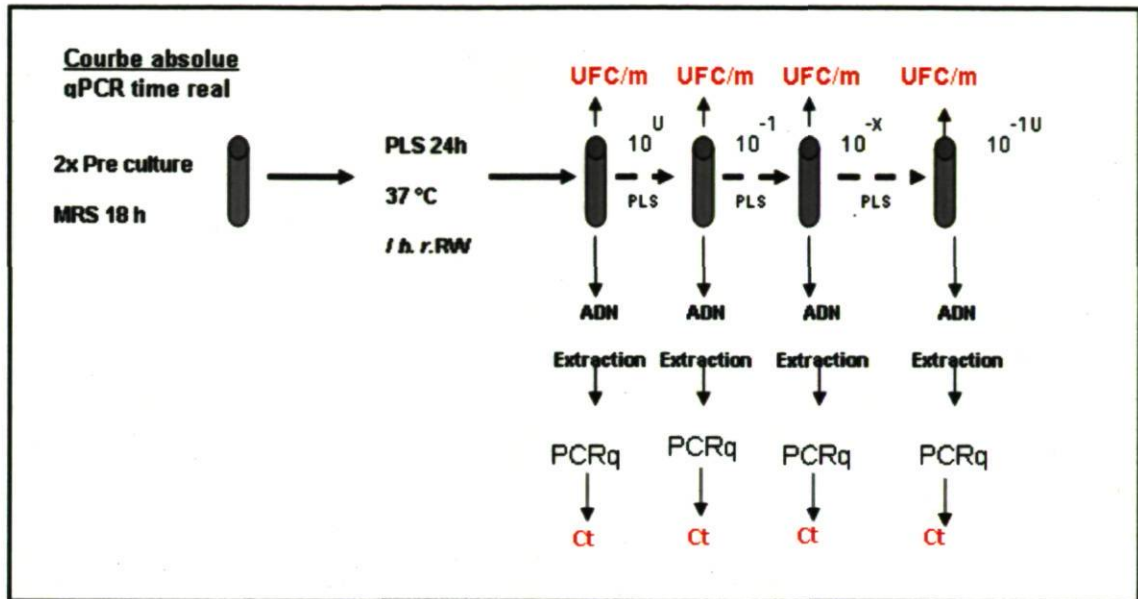 Courbe absolue
qPCR time real
2x Pre culture
MRS 18 h
PLS 24h
37 °C
l h. r.RW
UFC/m UFC/m UFC/m UFC/m
10^U 10^-1 10^-X 10^-1U
PLS PLS PLS
ADN ADN ADN ADN
Extraction Extraction Extraction Extraction
PCRq PCRq PCRq PCRq
Ct Ct Ct Ct